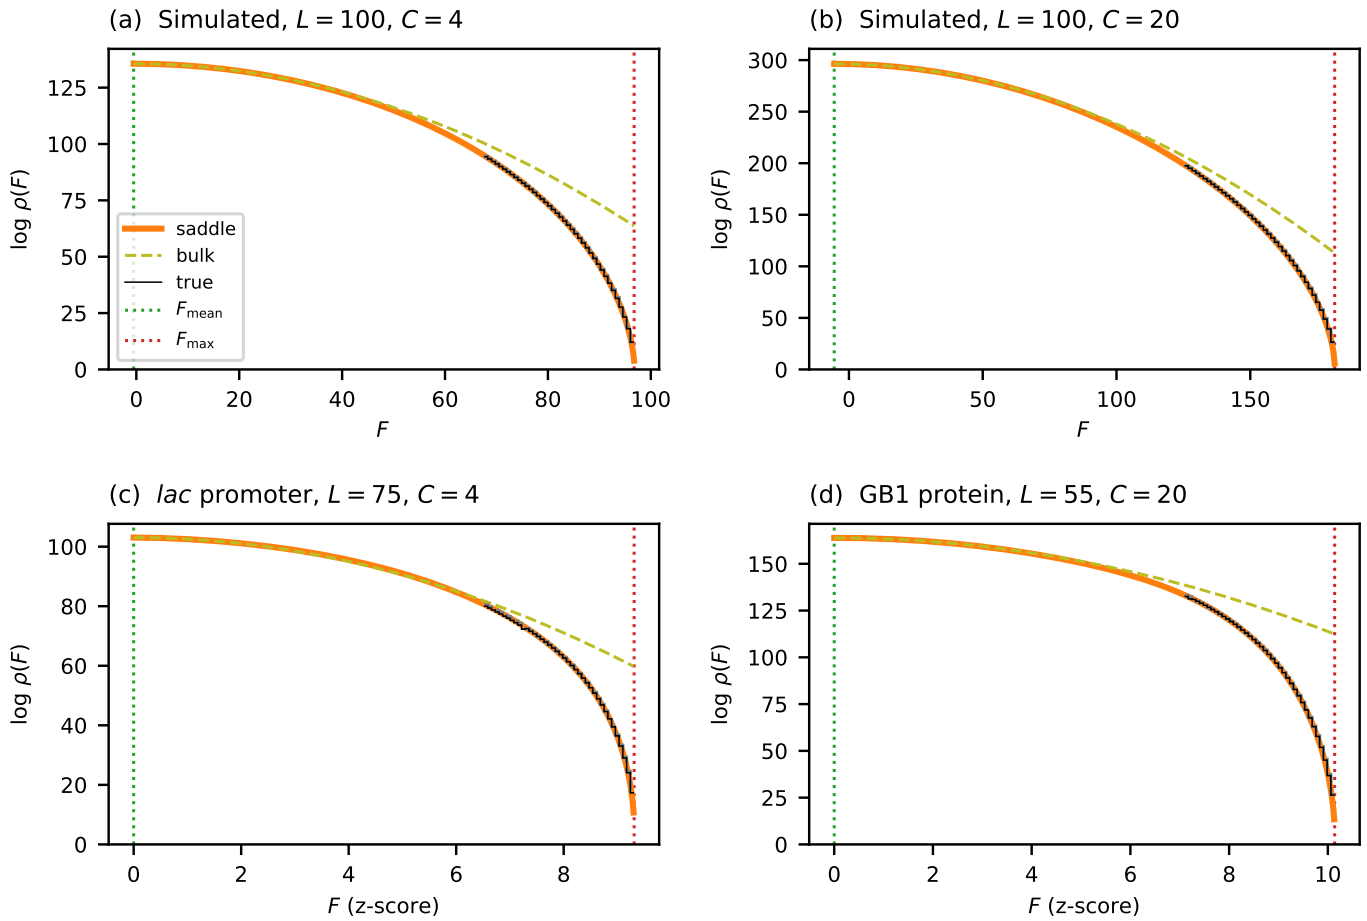 (a) Simulated, L = 100, C = 4
log ρ(F)
125
100
75
50
25
0
saddle
bulk
true
F_mean
F_max
0 20 40 60 80 100
F
(b) Simulated, L = 100, C = 20
log ρ(F)
300
250
200
150
100
50
0
0 50 100 150
F
(c) lac promoter, L = 75, C = 4
log ρ(F)
100
80
60
40
20
0
0 2 4 6 8
F (z-score)
(d) GB1 protein, L = 55, C = 20
log ρ(F)
150
125
100
75
50
25
0
0 2 4 6 8 10
F (z-score)